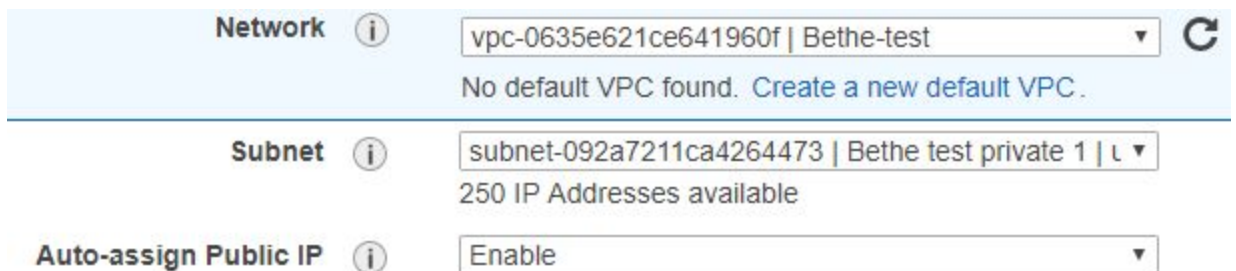 Network i vpc-0635e621ce641960f | Bethe-test
No default VPC found. Create a new default VPC.
Subnet i subnet-092a7211ca4264473 | Bethe test private 1 |
250 IP Addresses available
Auto-assign Public IP i Enable